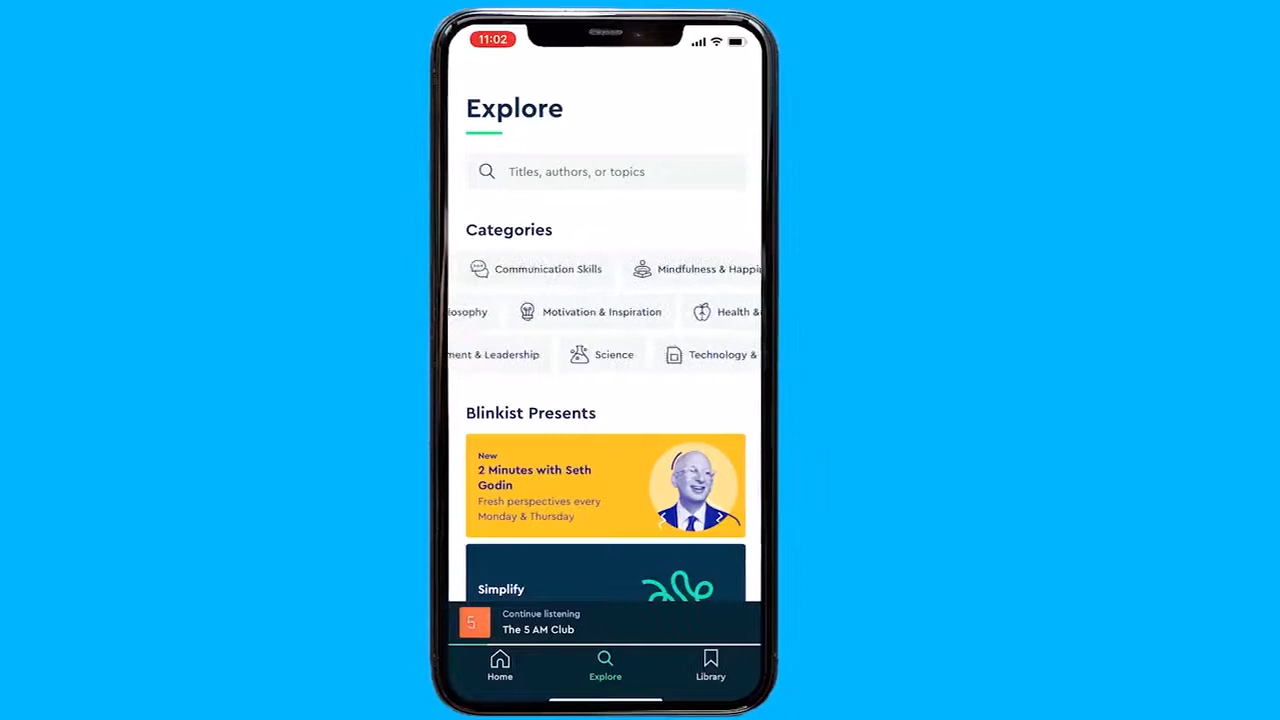 11:02
Explore
Titles, authors, or topics
Categories
Communication Skills
Mindfulness & Happi
iosophy
Motivation & Inspiration
Health &
ment & Leadership
Science
Technology &
Blinkist Presents
New
2 Minutes with Seth
Godin
Fresh perspectives every
Monday & Thursday
Simplify
5
Continue listening
The 5 AM Club
Home
Explore
Library